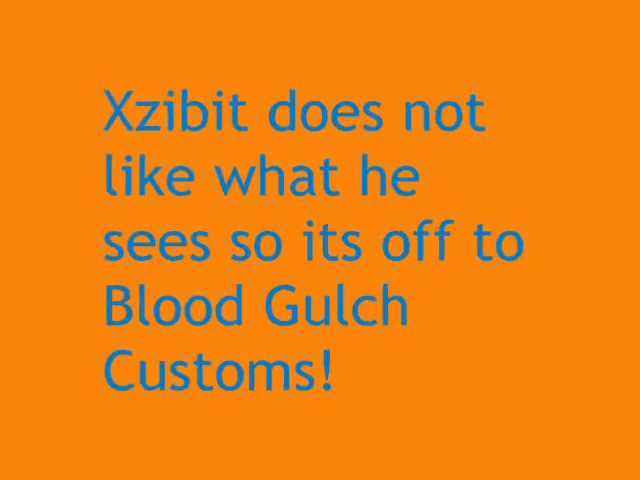 Xzibit does not
like what he
sees so its off to
Blood Gulch
Customs!